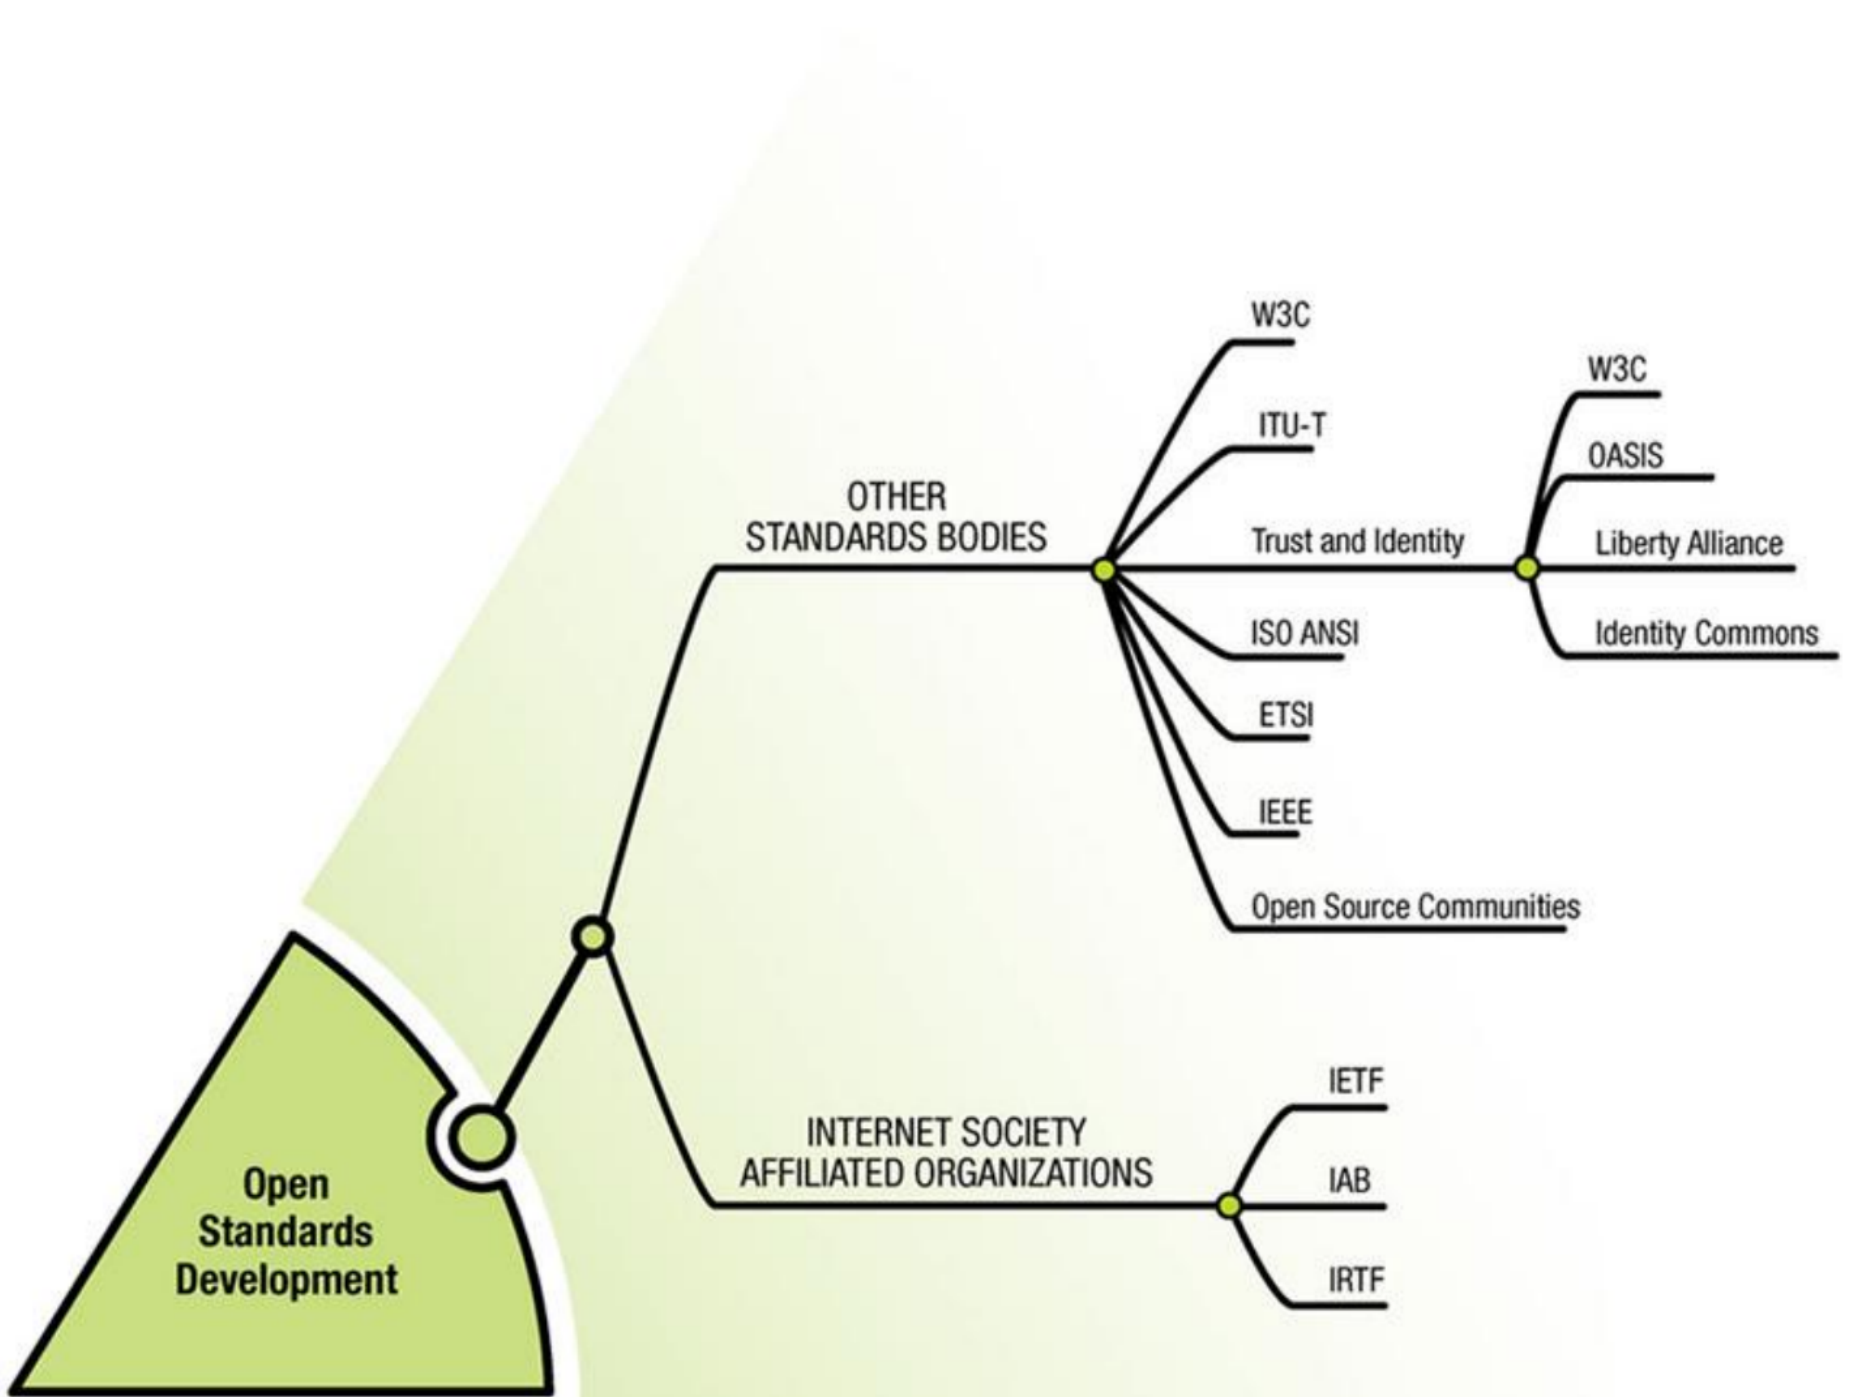 W3C
ITU-T
Trust and Identity
ISO ANSI
ETSI
IEEE
Open Source Communities
W3C
OASIS
Liberty Alliance
Identity Commons
OTHER
STANDARDS BODIES
INTERNET SOCIETY
AFFILIATED ORGANIZATIONS
IETF
IAB
IRTF
Open
Standards
Development